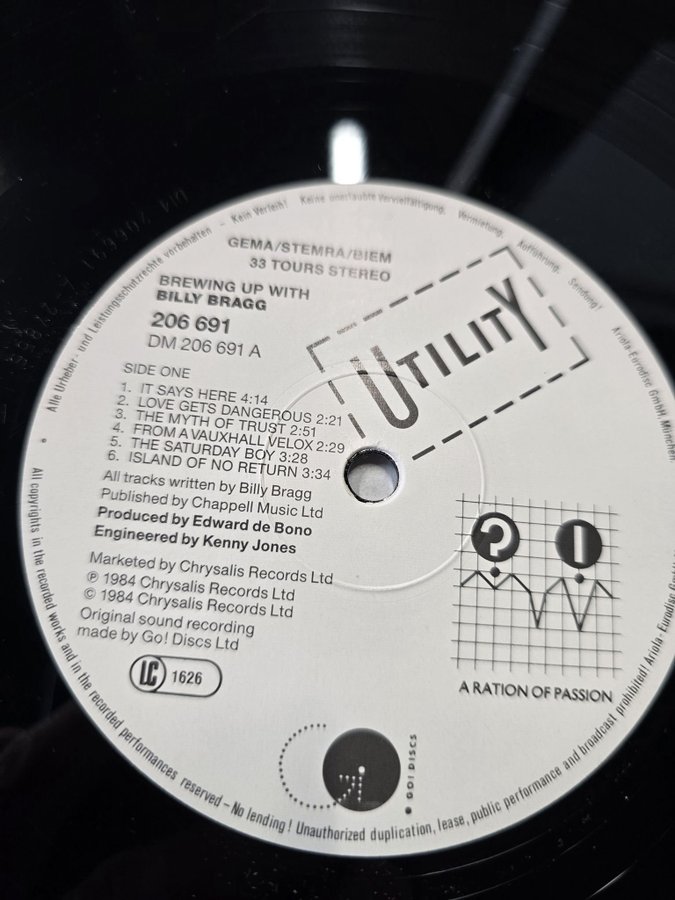 Alle Urheber- und Leistungsschutzrechte vorbehalten – Kein Verleih! Keine unerlaubte Vervielfältigung, Vermietung, Aufführung, Sendung! Ariola-Eurodisc GmbH, München
GEMA/STEMRA/BIEM
33 TOURS STEREO
BREWING UP WITH
BILLY BRAGG
206 691
DM 206 691 A
UTILITY
SIDE ONE
1. IT SAYS HERE 4:14
2. LOVE GETS DANGEROUS 2:21
3. THE MYTH OF TRUST 2:51
4. FROM A VAUXHALL VELOX 2:29
5. THE SATURDAY BOY 3:28
6. ISLAND OF NO RETURN 3:34
All tracks written by Billy Bragg
Published by Chappell Music Ltd
Produced by Edward de Bono
Engineered by Kenny Jones
Marketed by Chrysalis Records Ltd
℗ 1984 Chrysalis Records Ltd
© 1984 Chrysalis Records Ltd
Original sound recording
made by Go! Discs Ltd
LC 1626
? !
A RATION OF PASSION
GO! DISCS
All copyrights in the recorded works and in the recorded performances reserved – No lending! Unauthorized duplication, lease, public performance and broadcast prohibited! Ariola-Eurodisc